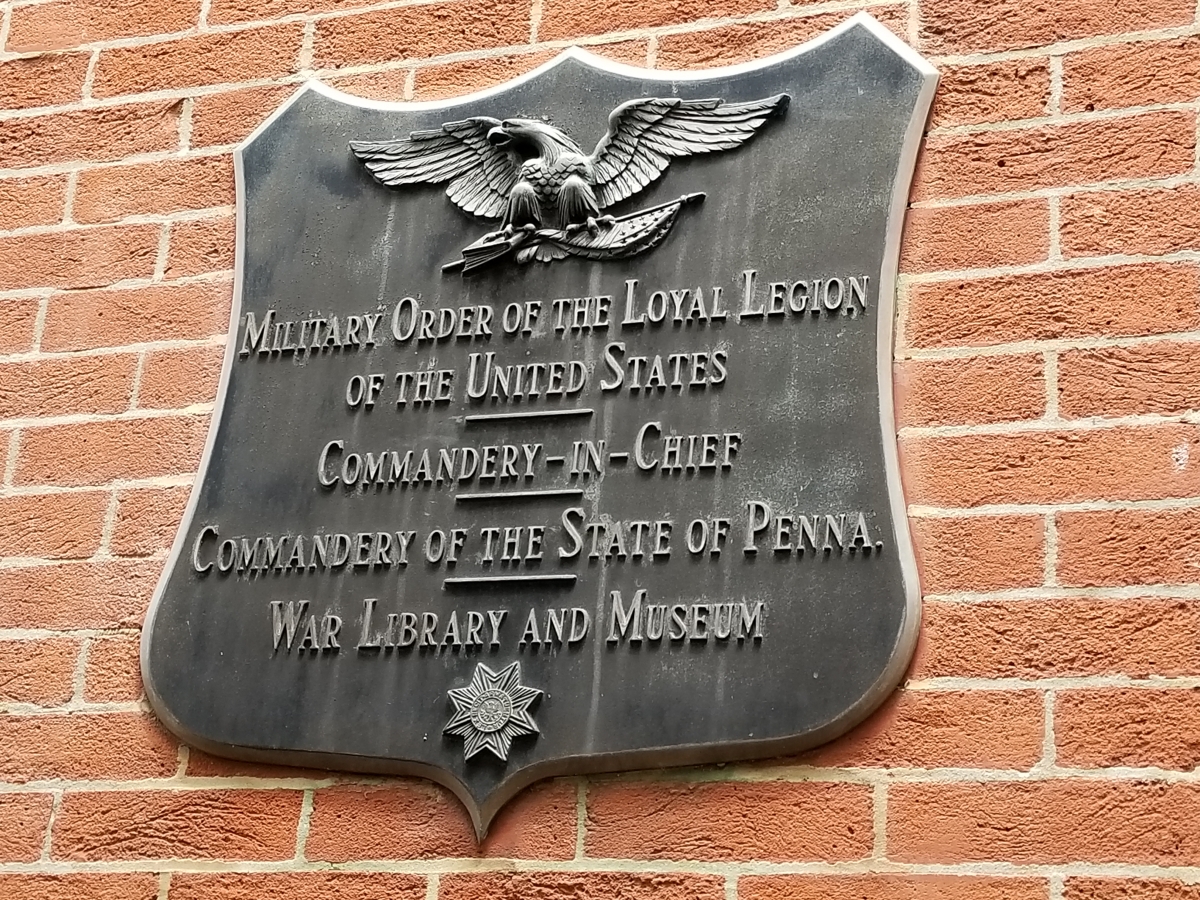 Military Order of the Loyal Legion
of the United States
Commandery-in-Chief
Commandery of the State of Penna.
War Library and Museum